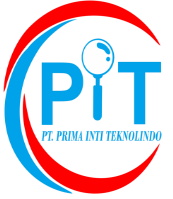 PiT
PT. PRIMA INTI TEKNOLINDO